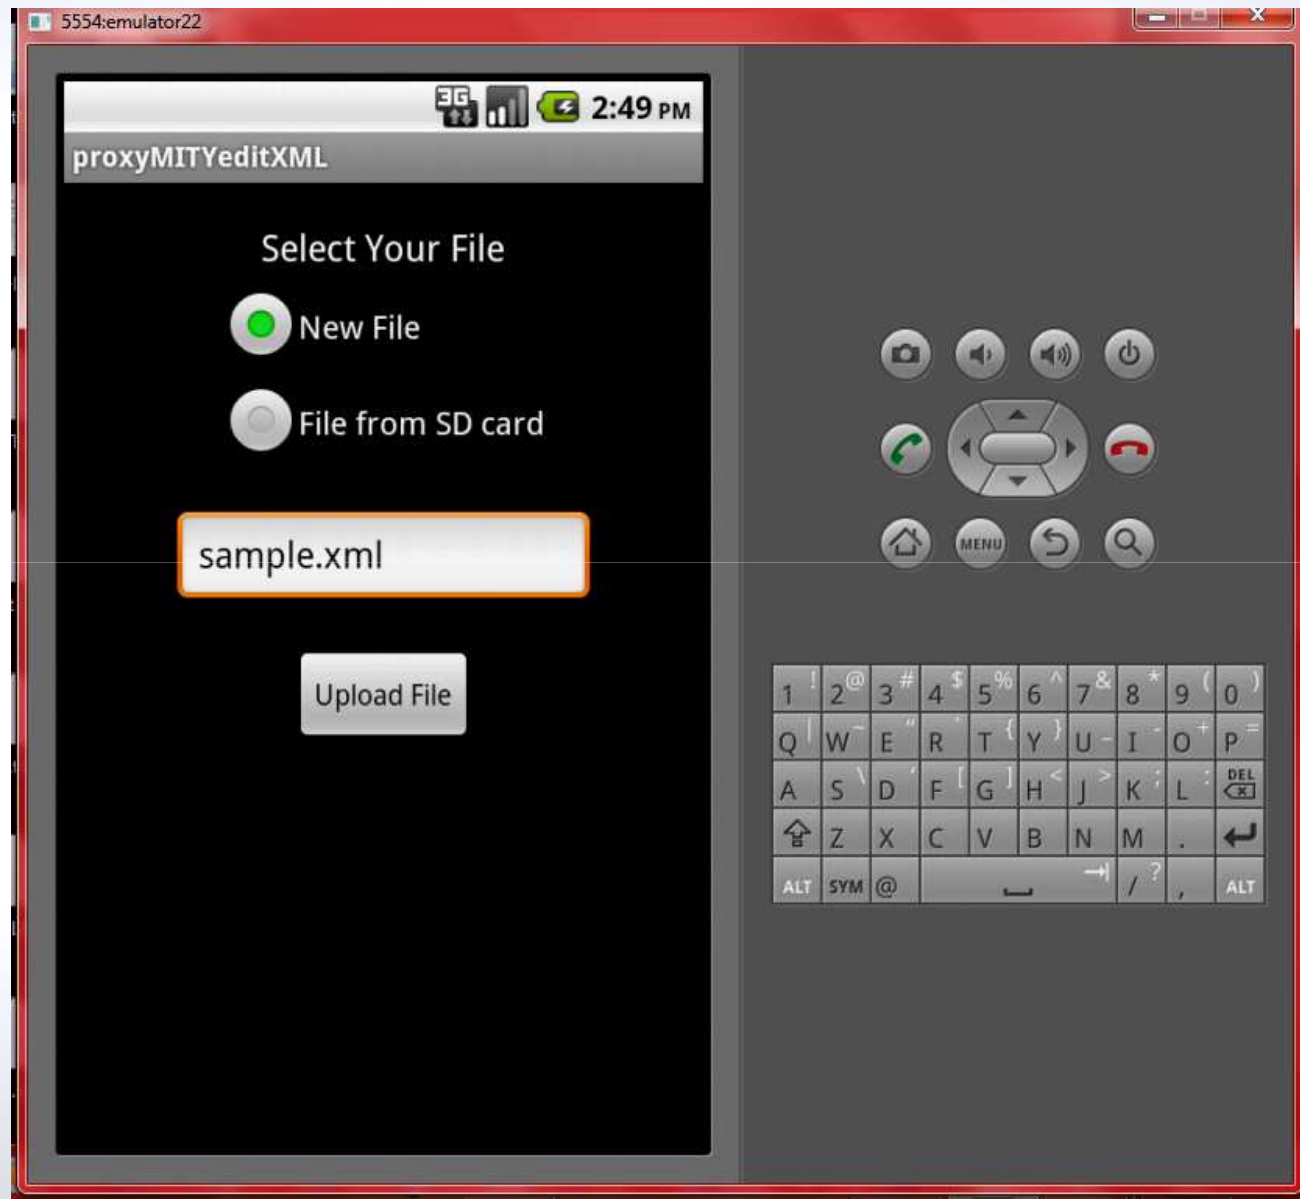 5554:emulator22
3G 2:49 PM
proxyMITYeditXML
Select Your File
New File
File from SD card
sample.xml
Upload File
MENU
1 ! 2 @ 3 # 4 $ 5 % 6 ^ 7 & 8 * 9 ( 0 )
Q | W ~ E " R ` T { Y } U _ I - O + P =
A S \ D ' F [ G ] H < J > K ; L : DEL
Z X C V B N M .
ALT SYM @ / ? , ALT